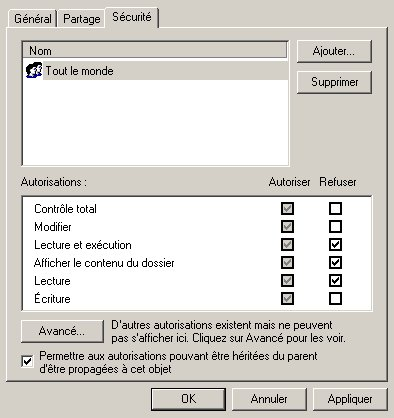 Général Partage Sécurité
Nom
Ajouter...
Tout le monde
Supprimer
Autorisations : Autoriser Refuser
Contrôle total
Modifier
Lecture et exécution
Afficher le contenu du dossier
Lecture
Écriture
Avancé...
D'autres autorisations existent mais ne peuvent
pas s'afficher ici. Cliquez sur Avancé pour les voir.
Permettre aux autorisations pouvant être héritées du parent
d'être propagées à cet objet
OK Annuler Appliquer